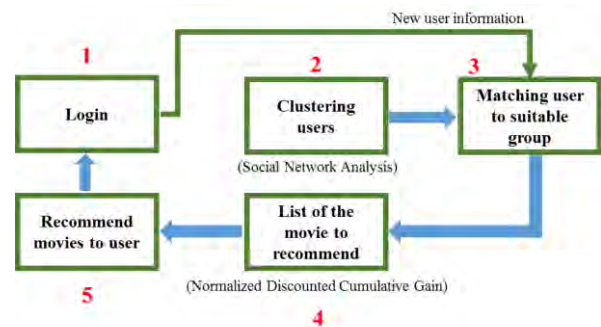 New user information
1
2
3
Login
Clustering
users
Matching user
to suitable
group
(Social Network Analysis)
Recommend
movies to user
List of the
movie to
recommend
(Normalized Discounted Cumulative Gain)
5
4